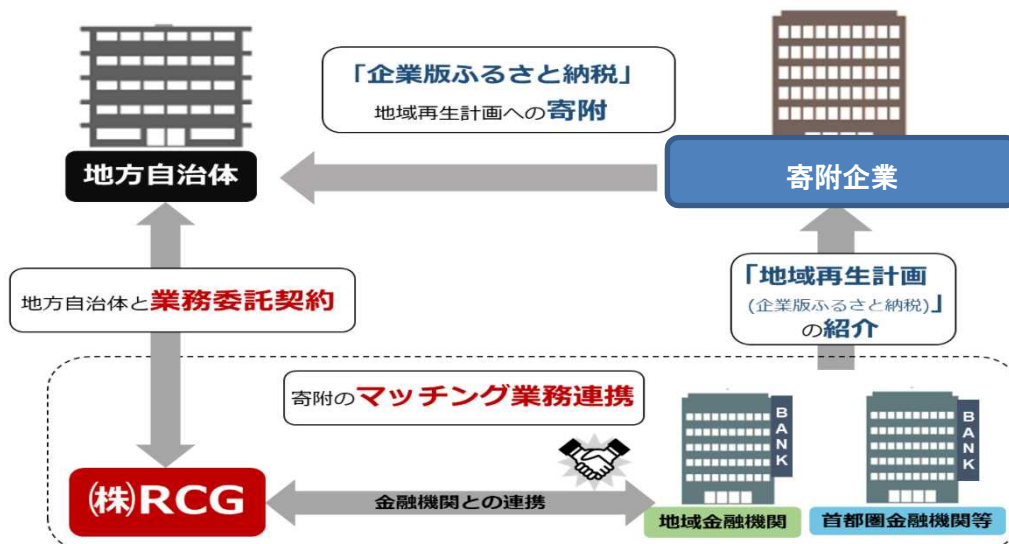 「企業版ふるさと納税」
地域再生計画への寄附
地方自治体
寄附企業
地方自治体と業務委託契約
「地域再生計画
(企業版ふるさと納税)」
の紹介
寄附のマッチング業務連携
BANK
BANK
㈱RCG
金融機関との連携
地域金融機関
首都圏金融機関等